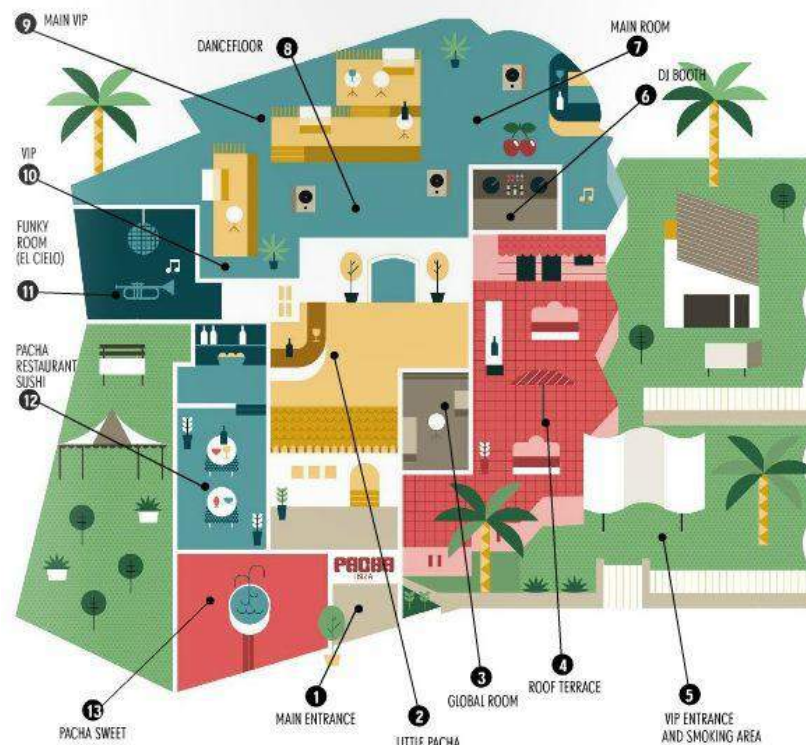 9 MAIN VIP
DANCEFLOOR 8
MAIN ROOM
7
DJ BOOTH
6
VIP
10
FUNKY
ROOM
(EL CIELO)
11
PACHA
RESTAURANT
SUSHI
12
PACHA
IBIZA
13
PACHA SWEET
1
MAIN ENTRANCE
2
LITTLE PACHA
3
GLOBAL ROOM
4
ROOF TERRACE
5
VIP ENTRANCE
AND SMOKING AREA